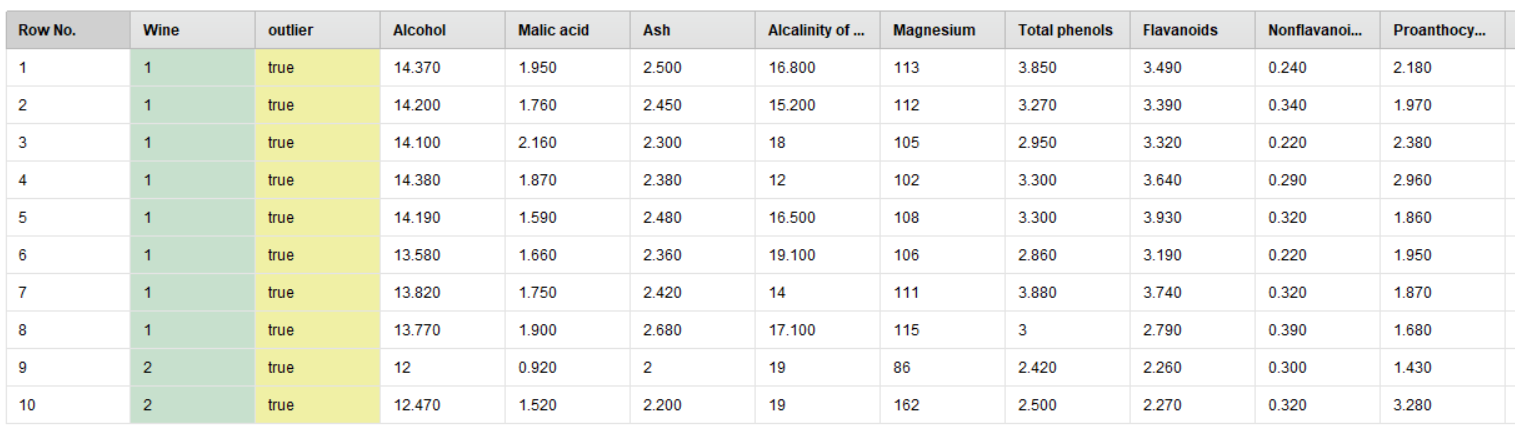 Row No. Wine outlier Alcohol Malic acid Ash Alcalinity of ... Magnesium Total phenols Flavanoids Nonflavanoi... Proanthocy...
1 1 true 14.370 1.950 2.500 16.800 113 3.850 3.490 0.240 2.180
2 1 true 14.200 1.760 2.450 15.200 112 3.270 3.390 0.340 1.970
3 1 true 14.100 2.160 2.300 18 105 2.950 3.320 0.220 2.380
4 1 true 14.380 1.870 2.380 12 102 3.300 3.640 0.290 2.960
5 1 true 14.190 1.590 2.480 16.500 108 3.300 3.930 0.320 1.860
6 1 true 13.580 1.660 2.360 19.100 106 2.860 3.190 0.220 1.950
7 1 true 13.820 1.750 2.420 14 111 3.880 3.740 0.320 1.870
8 1 true 13.770 1.900 2.680 17.100 115 3 2.790 0.390 1.680
9 2 true 12 0.920 2 19 86 2.420 2.260 0.300 1.430
10 2 true 12.470 1.520 2.200 19 162 2.500 2.270 0.320 3.280